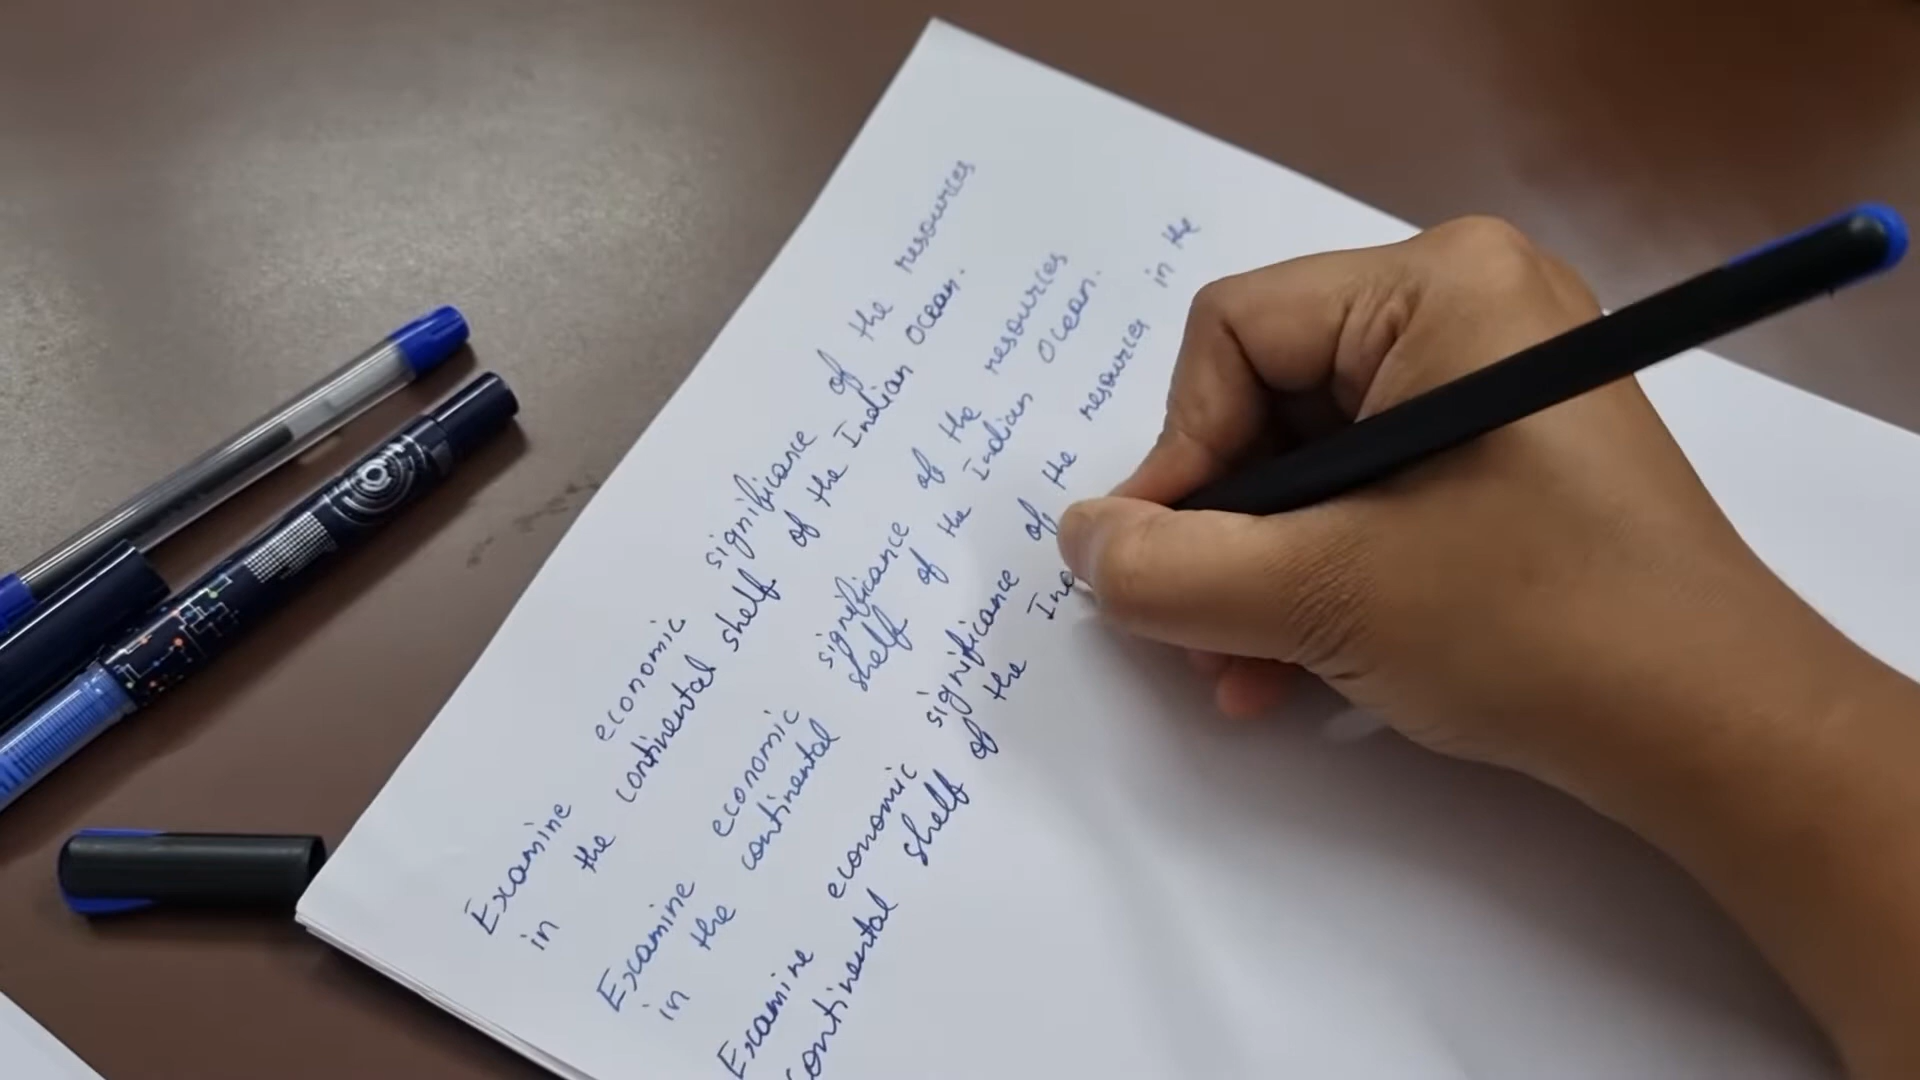 Examine economic significance of the resources
in the continental shelf of the Indian Ocean.
Examine economic significance of the resources
in the continental shelf of the Indian Ocean.
Examine economic significance of the resources in the
continental shelf of the Ind